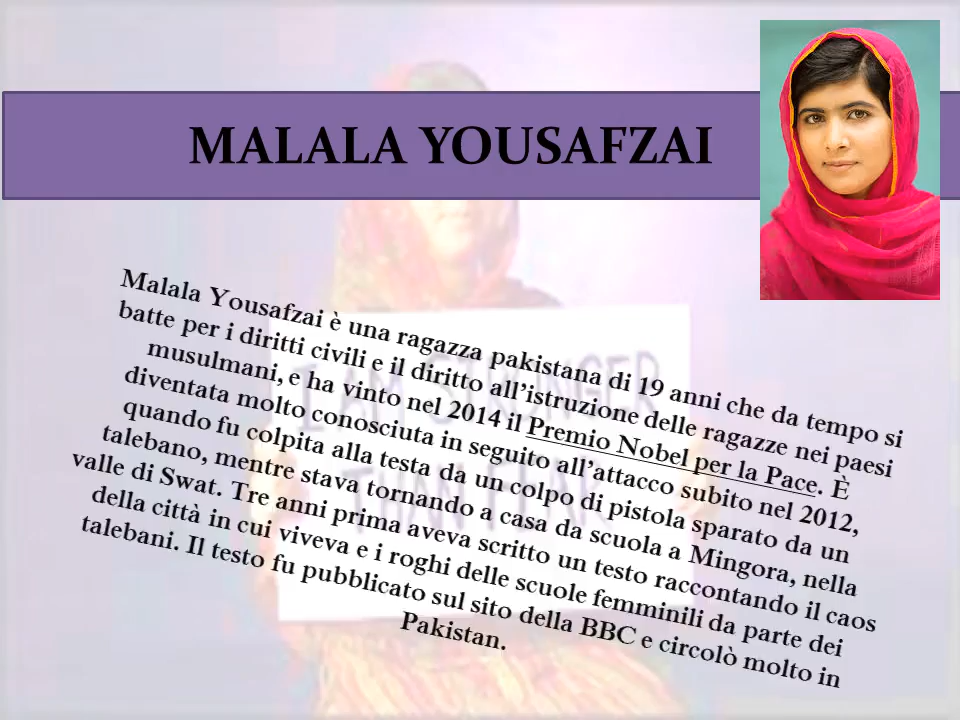 MALALA YOUSAFZAI
Malala Yousafzai è una ragazza pakistana di 19 anni che da tempo si
batte per i diritti civili e il diritto all’istruzione delle ragazze nei paesi
musulmani, e ha vinto nel 2014 il Premio Nobel per la Pace. È
diventata molto conosciuta in seguito all’attacco subito nel 2012,
quando fu colpita alla testa da un colpo di pistola sparato da un
talebano, mentre stava tornando a casa da scuola a Mingora, nella
valle di Swat. Tre anni prima aveva scritto un testo raccontando il caos
della città in cui viveva e i roghi delle scuole femminili da parte dei
talebani. Il testo fu pubblicato sul sito della BBC e circolò molto in
Pakistan.
I AM STRONGER
THAN FEAR